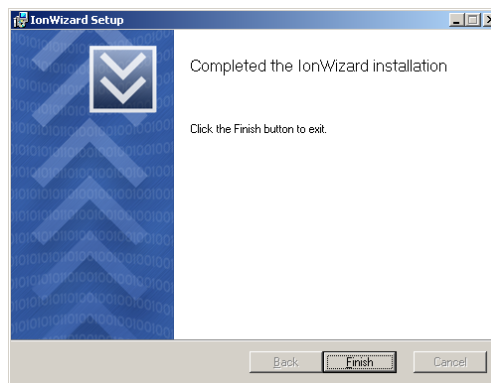 IonWizard Setup
Completed the IonWizard installation
Click the Finish button to exit.
Back Finish Cancel